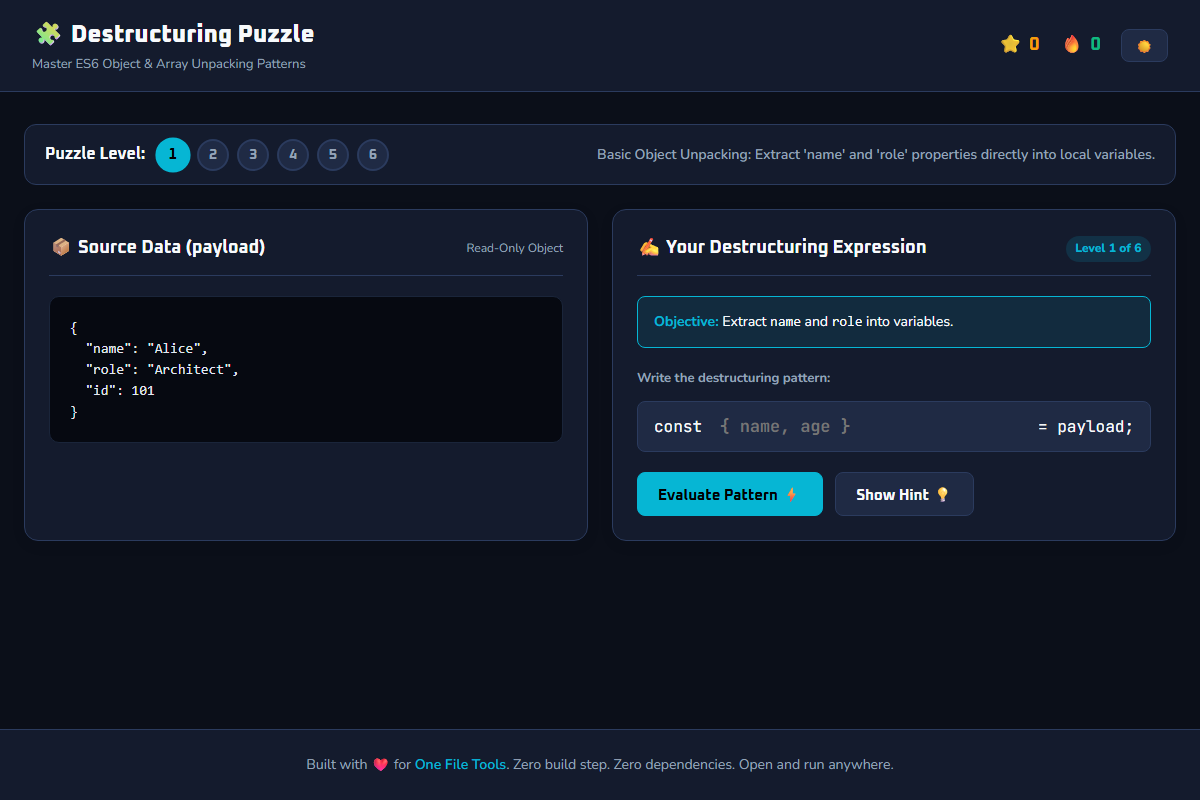 🧩 Destructuring Puzzle
Master ES6 Object & Array Unpacking Patterns
⭐ 0 🔥 0
Puzzle Level: 1 2 3 4 5 6
Basic Object Unpacking: Extract 'name' and 'role' properties directly into local variables.
📦 Source Data (payload)
Read-Only Object
{
  "name": "Alice",
  "role": "Architect",
  "id": 101
}
✍️ Your Destructuring Expression
Level 1 of 6
Objective: Extract name and role into variables.
Write the destructuring pattern:
const { name, age } = payload;
Evaluate Pattern ⚡ Show Hint 💡
Built with ❤️ for One File Tools. Zero build step. Zero dependencies. Open and run anywhere.